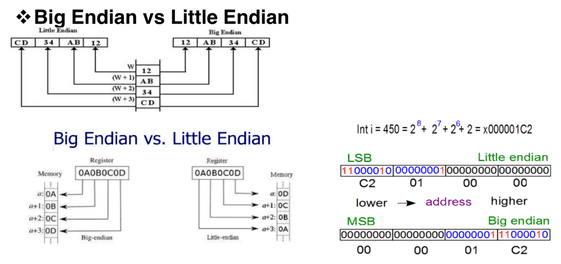 ❖Big Endian vs Little Endian
Little Endian
Big Endian
CD 34 AB 12
12 AB 34 CD
W 12
(W + 1) AB
(W + 2) 34
(W + 3) CD
Big Endian vs. Little Endian
Register
0A0B0C0D
Memory
a: 0A
a+1: 0B
a+2: 0C
a+3: 0D
Big-endian
Register
0A0B0C0D
Memory
a: 0D
a+1: 0C
a+2: 0B
a+3: 0A
Little-endian
Int i = 450 = 2^8 + 2^7 + 2^6 + 2 = x000001C2
LSB Little endian
11000010 00000001 00000000 00000000
C2 01 00 00
lower → address higher
MSB Big endian
00000000 00000000 00000001 11000010
00 00 01 C2